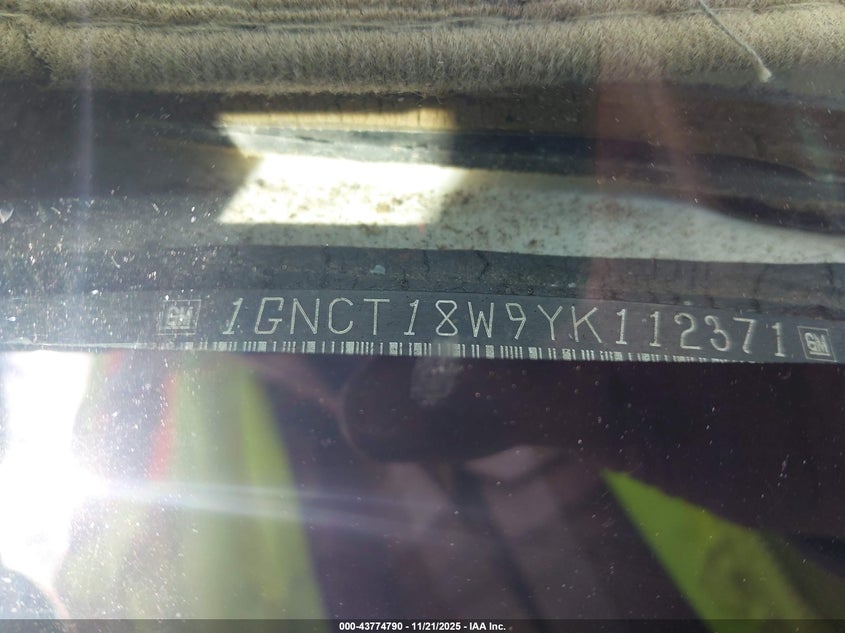 GM 1GNCT18W9YK112371 GM
000-43774790 - 11/21/2025 - IAA Inc.